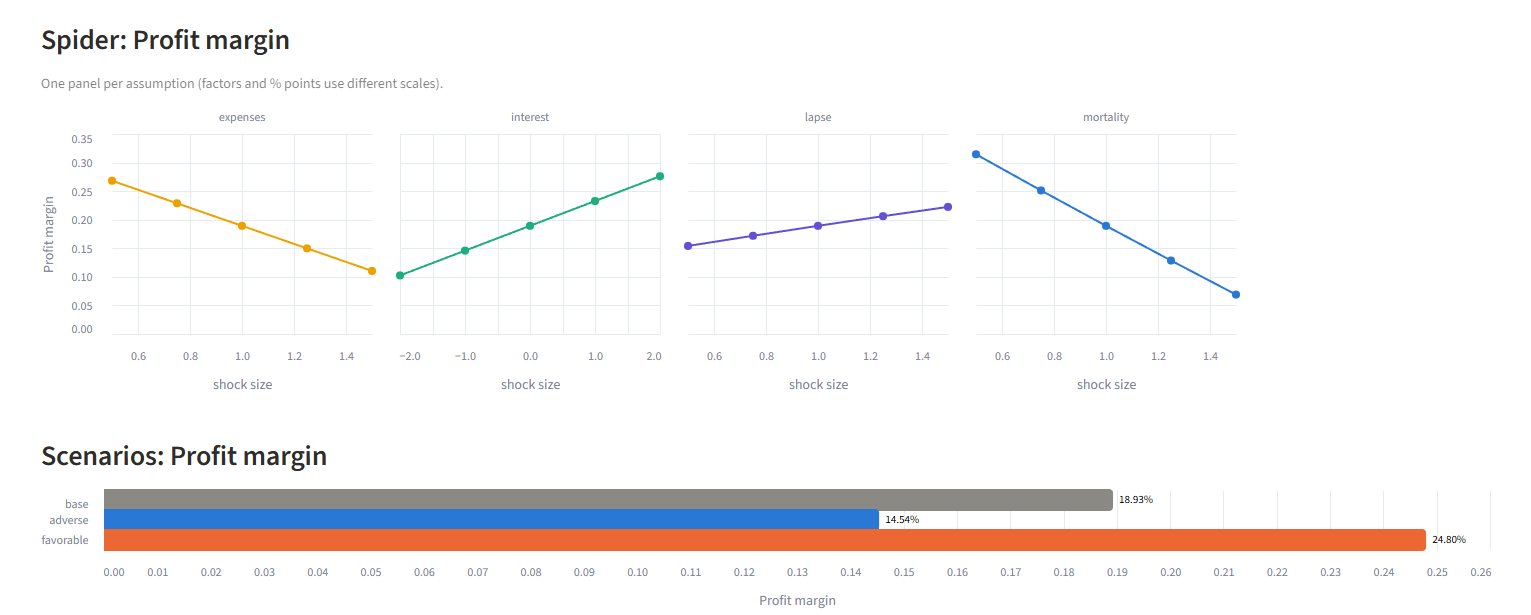 Spider: Profit margin
One panel per assumption (factors and % points use different scales).
expenses interest lapse mortality
0.35
0.30
0.25
0.20
0.15
0.10
0.05
0.00
Profit margin
0.6 0.8 1.0 1.2 1.4 −2.0 −1.0 0.0 1.0 2.0 0.6 0.8 1.0 1.2 1.4 0.6 0.8 1.0 1.2 1.4
shock size shock size shock size shock size
Scenarios: Profit margin
base 18.93%
adverse 14.54%
favorable 24.80%
0.00 0.01 0.02 0.03 0.04 0.05 0.06 0.07 0.08 0.09 0.10 0.11 0.12 0.13 0.14 0.15 0.16 0.17 0.18 0.19 0.20 0.21 0.22 0.23 0.24 0.25 0.26
Profit margin